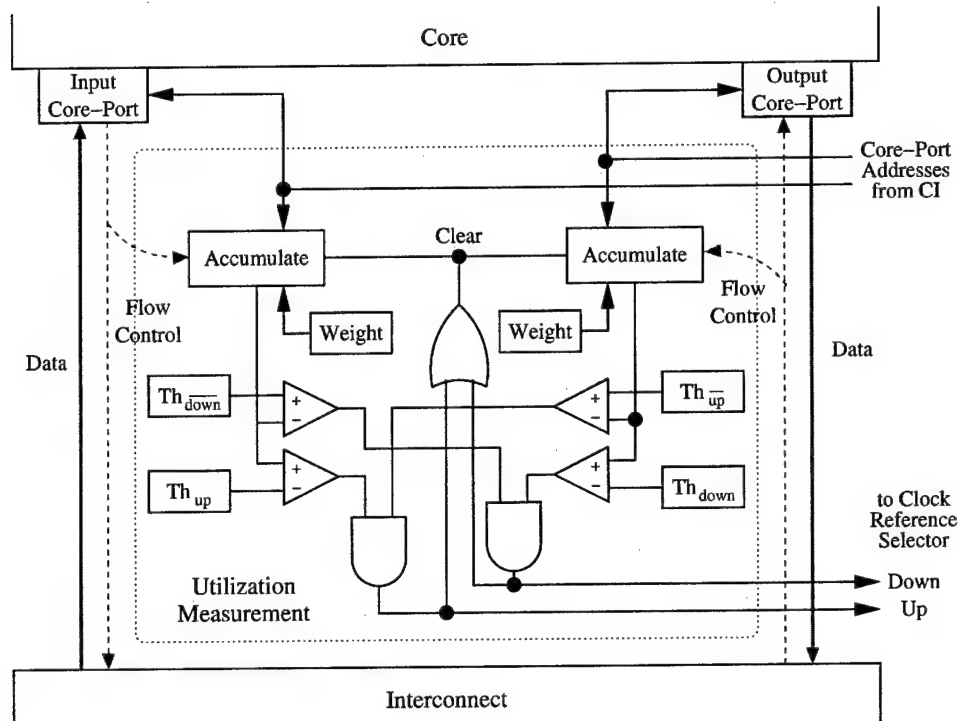 Core
Input
Core-Port
Output
Core-Port
Core-Port
Addresses
from CI
Clear
Accumulate
Accumulate
Flow
Control
Flow
Control
Weight
Weight
Data
Data
Th down
+
−
+
−
Th up
Th up
+
−
+
−
Th down
to Clock
Reference
Selector
Down
Up
Utilization
Measurement
Interconnect